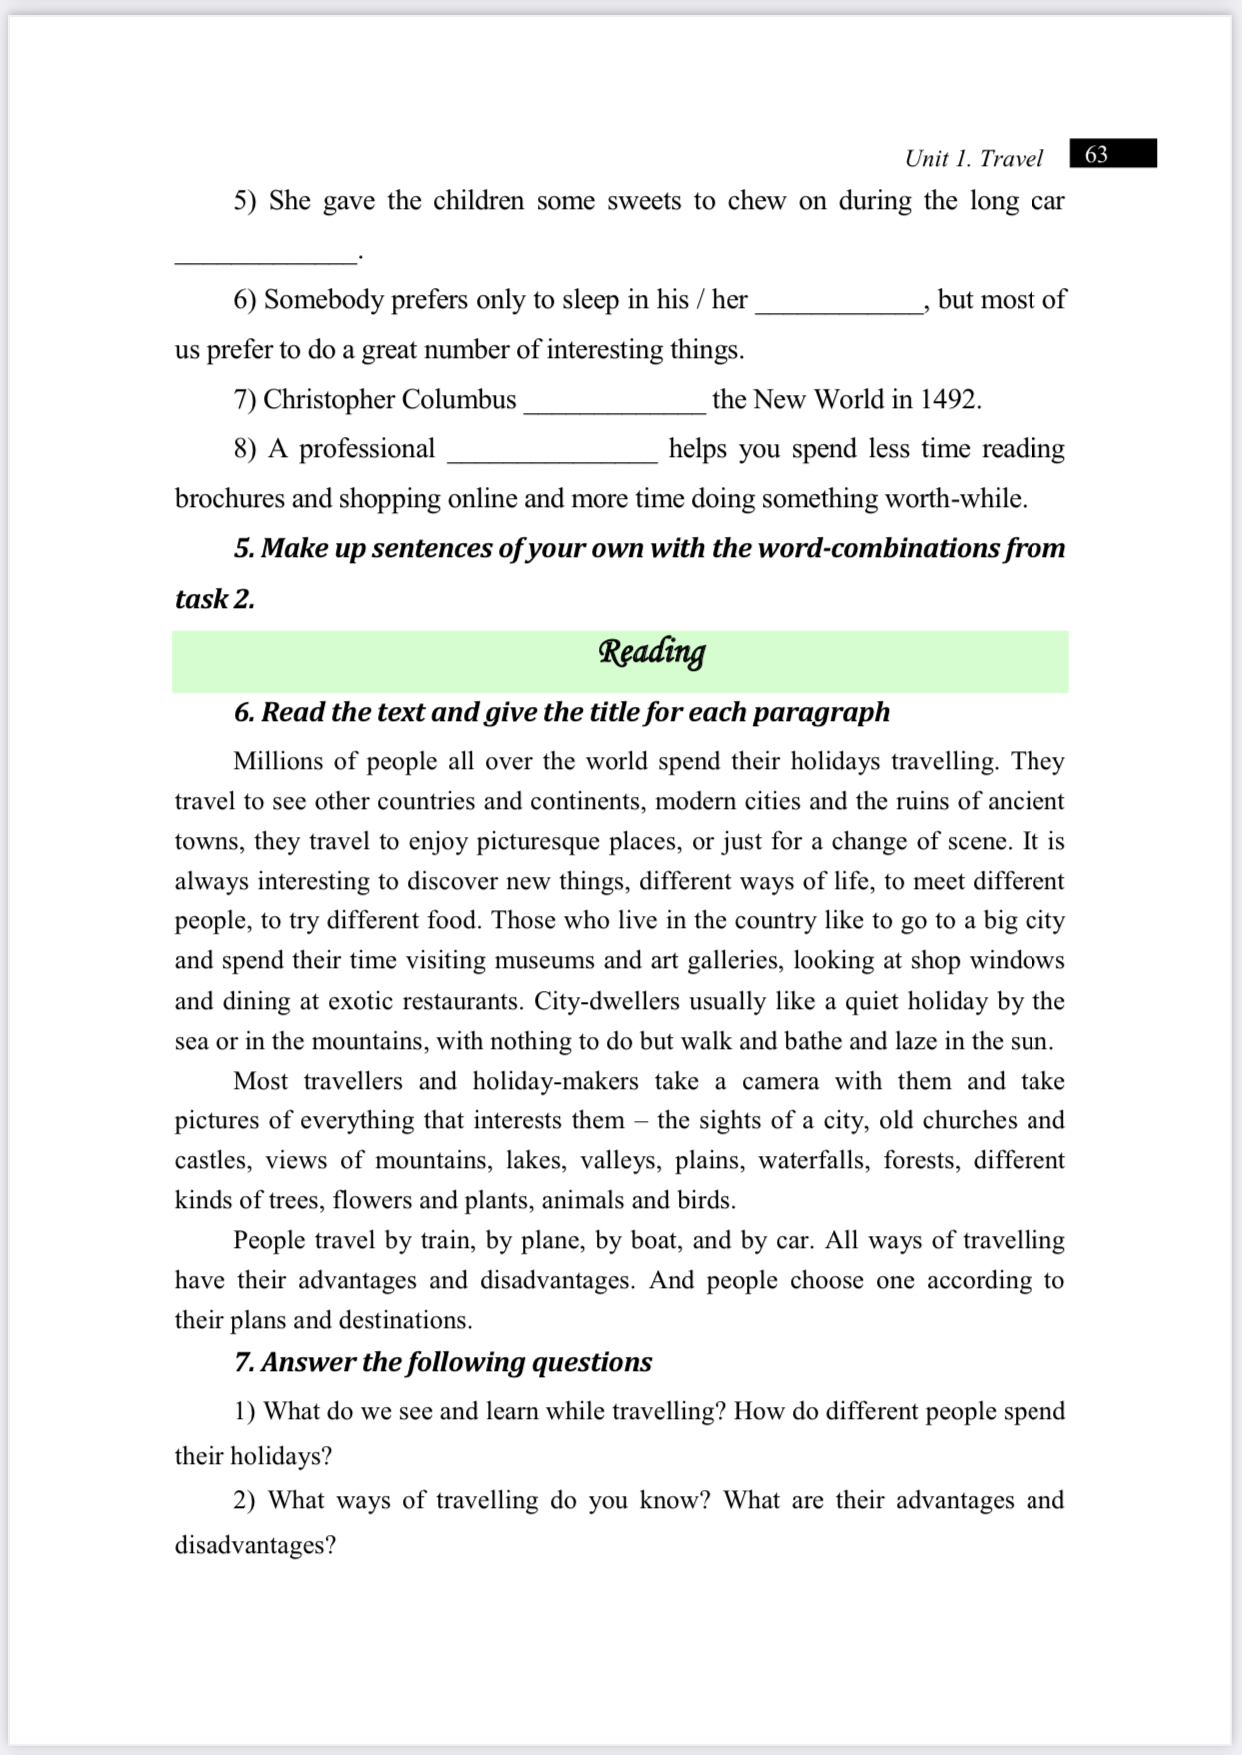 Unit 1. Travel 63
5) She gave the children some sweets to chew on during the long car
_____________.
6) Somebody prefers only to sleep in his / her ____________, but most of
us prefer to do a great number of interesting things.
7) Christopher Columbus _____________ the New World in 1492.
8) A professional _______________ helps you spend less time reading
brochures and shopping online and more time doing something worth-while.
5. Make up sentences of your own with the word-combinations from
task 2.
Reading
6. Read the text and give the title for each paragraph
Millions of people all over the world spend their holidays travelling. They
travel to see other countries and continents, modern cities and the ruins of ancient
towns, they travel to enjoy picturesque places, or just for a change of scene. It is
always interesting to discover new things, different ways of life, to meet different
people, to try different food. Those who live in the country like to go to a big city
and spend their time visiting museums and art galleries, looking at shop windows
and dining at exotic restaurants. City-dwellers usually like a quiet holiday by the
sea or in the mountains, with nothing to do but walk and bathe and laze in the sun.
Most travellers and holiday-makers take a camera with them and take
pictures of everything that interests them – the sights of a city, old churches and
castles, views of mountains, lakes, valleys, plains, waterfalls, forests, different
kinds of trees, flowers and plants, animals and birds.
People travel by train, by plane, by boat, and by car. All ways of travelling
have their advantages and disadvantages. And people choose one according to
their plans and destinations.
7. Answer the following questions
1) What do we see and learn while travelling? How do different people spend
their holidays?
2) What ways of travelling do you know? What are their advantages and
disadvantages?